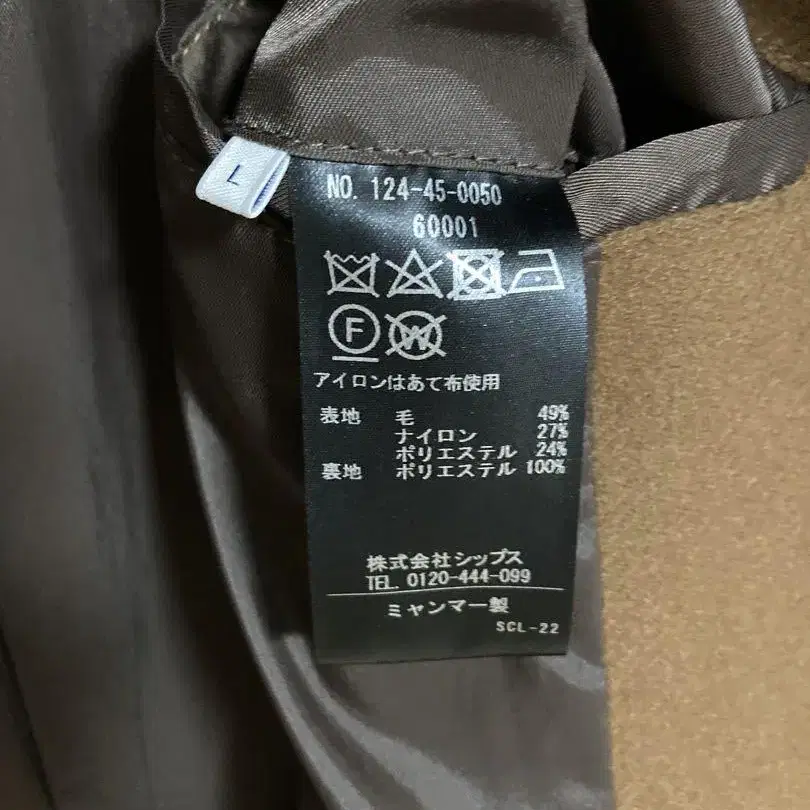 L
NO. 124-45-0050
60001
F
W
アイロンはあて布使用
表地 毛 49%
ナイロン 27%
ポリエステル 24%
裏地 ポリエステル 100%
株式会社シップス
TEL. 0120-444-099
ミャンマー製
SCL-22